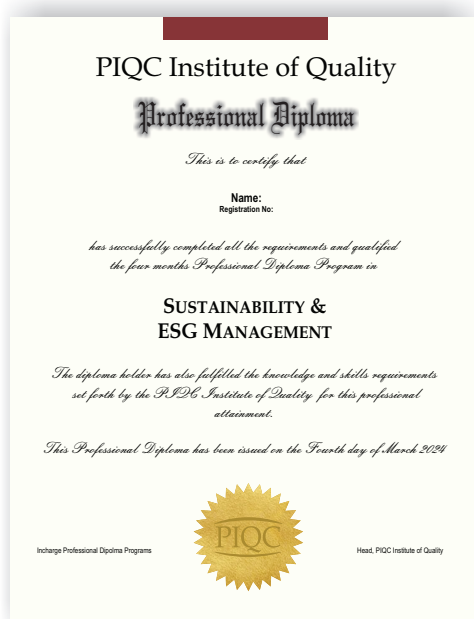 PIQC Institute of Quality
Professional Diploma
This is to certify that
Name:
Registration No:
has successfully completed all the requirements and qualified
the four months Professional Diploma Program in
SUSTAINABILITY &
ESG MANAGEMENT
The diploma holder has also fulfilled the knowledge and skills requirements
set forth by the PIQC Institute of Quality for this professional
attainment.
This Professional Diploma has been issued on the Fourth day of March 2024
PIQC
Incharge Professional Dipolma Programs
Head, PIQC Institute of Quality